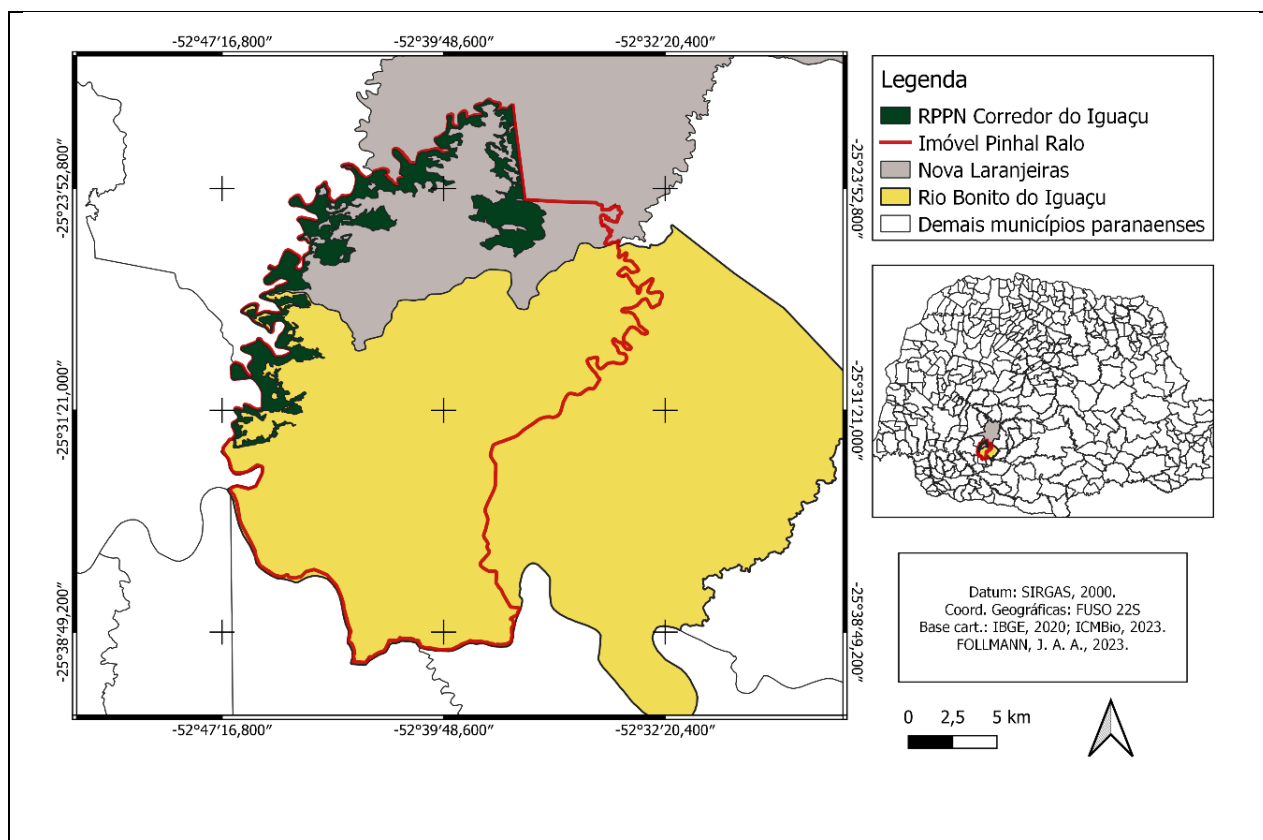 -52°47'16,800" -52°39'48,600" -52°32'20,400"
-25°23'52,800" -25°23'52,800"
-25°31'21,000" -25°31'21,000"
-25°38'49,200" -25°38'49,200"
-52°47'16,800" -52°39'48,600" -52°32'20,400"
Legenda
RPPN Corredor do Iguaçu
Imóvel Pinhal Ralo
Nova Laranjeiras
Rio Bonito do Iguaçu
Demais municípios paranaenses
Datum: SIRGAS, 2000.
Coord. Geográficas: FUSO 22S
Base cart.: IBGE, 2020; ICMBio, 2023.
FOLLMANN, J. A. A., 2023.
0 2,5 5 km